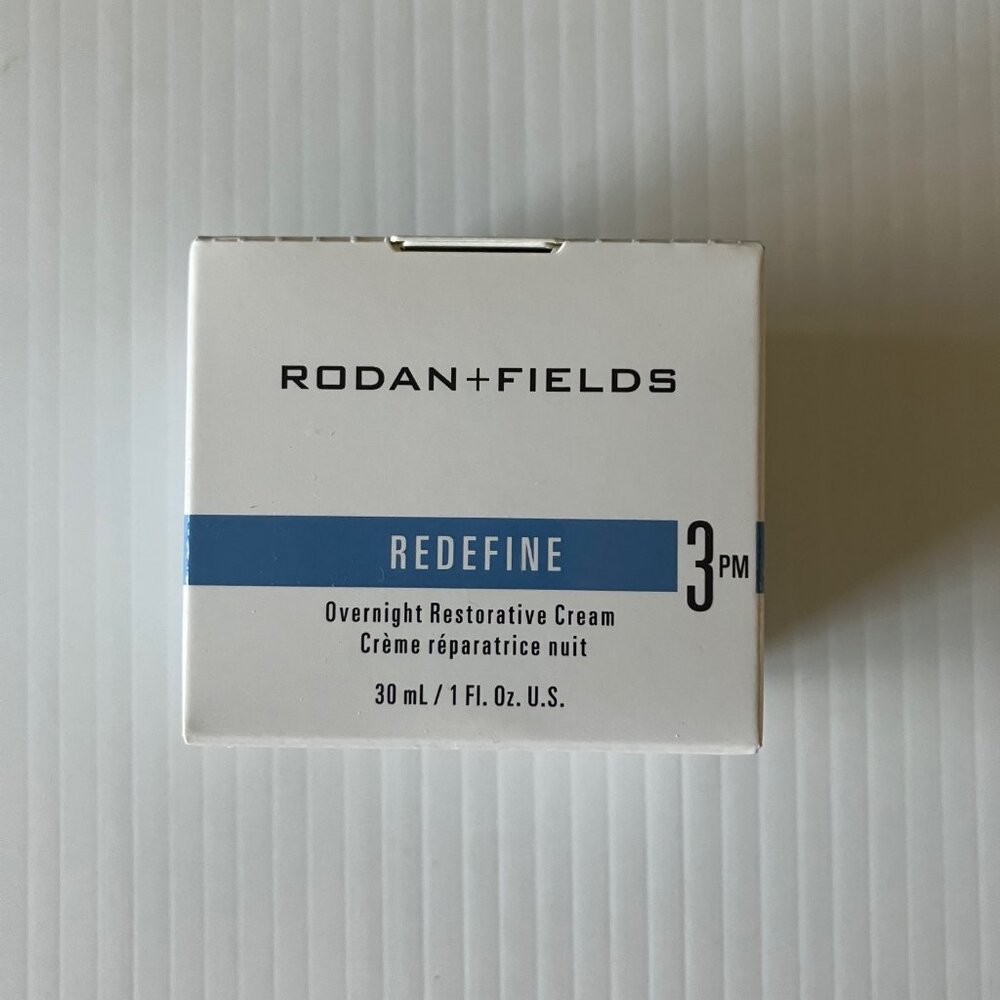 RODAN+FIELDS
REDEFINE
3PM
Overnight Restorative Cream
Crème réparatrice nuit
30 mL / 1 Fl. Oz. U.S.